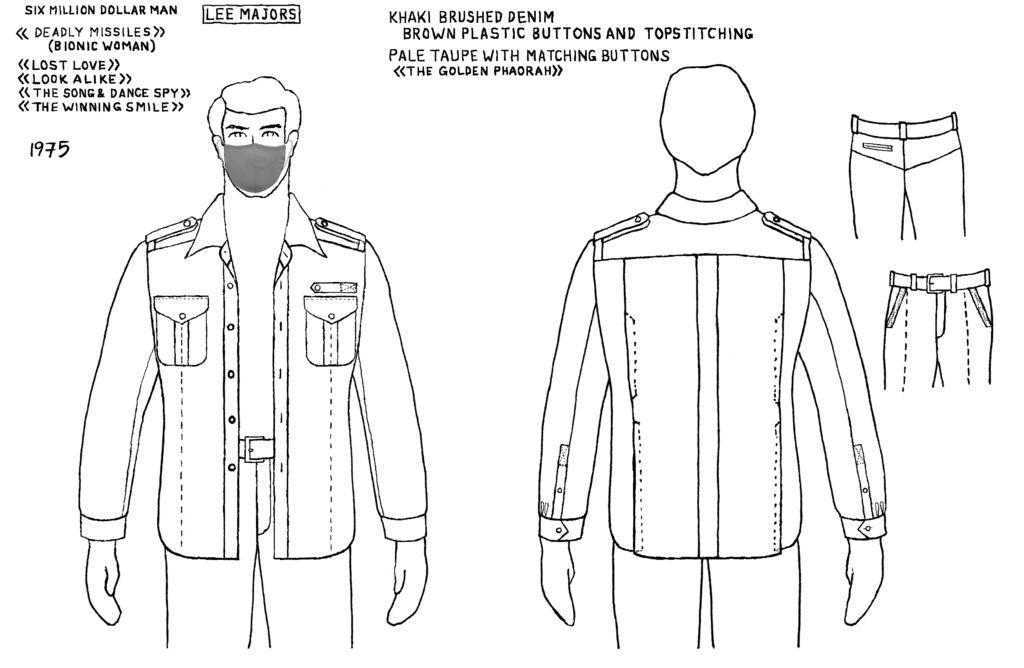 SIX MILLION DOLLAR MAN
<< DEADLY MISSILES>>
(BIONIC WOMAN)
<<LOST LOVE>>
<<LOOK ALIKE>>
<<THE SONG & DANCE SPY>>
<<THE WINNING SMILE>>
1975
LEE MAJORS
KHAKI BRUSHED DENIM
BROWN PLASTIC BUTTONS AND TOPSTITCHING
PALE TAUPE WITH MATCHING BUTTONS
<<THE GOLDEN PHAORAH>>